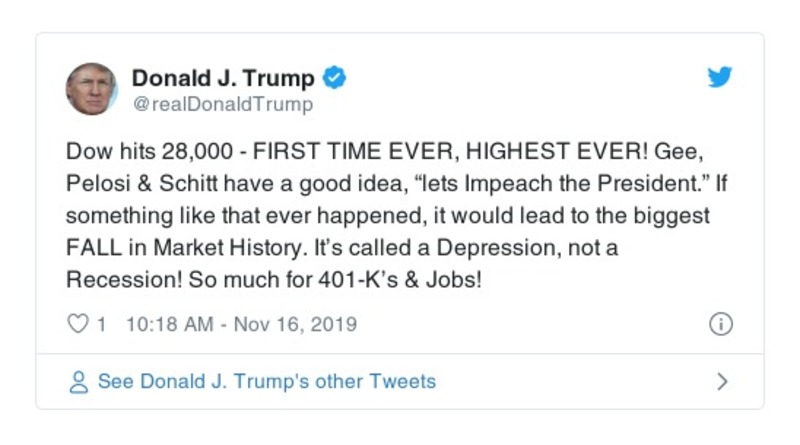 Donald J. Trump
@realDonaldTrump
Dow hits 28,000 - FIRST TIME EVER, HIGHEST EVER! Gee,
Pelosi & Schitt have a good idea, “lets Impeach the President.” If
something like that ever happened, it would lead to the biggest
FALL in Market History. It’s called a Depression, not a
Recession! So much for 401-K’s & Jobs!
1 10:18 AM - Nov 16, 2019
See Donald J. Trump's other Tweets